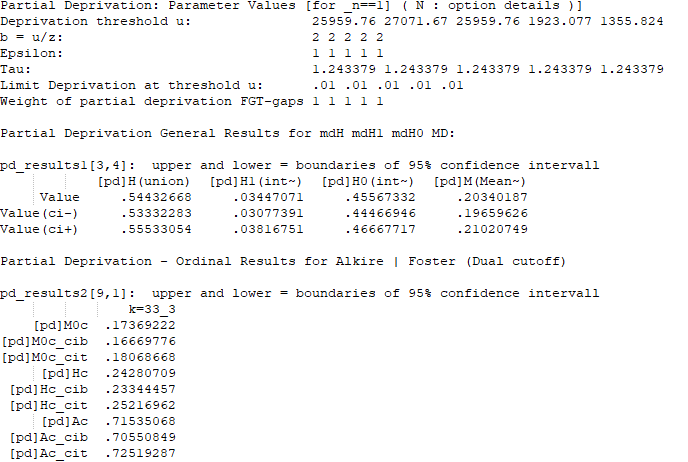 Partial Deprivation: Parameter Values [for _n==1] ( N : option details )]
Deprivation threshold u: 25959.76 27071.67 25959.76 1923.077 1355.824
b = u/z: 2 2 2 2 2
Epsilon: 1 1 1 1 1
Tau: 1.243379 1.243379 1.243379 1.243379 1.243379
Limit Deprivation at threshold u: .01 .01 .01 .01 .01
Weight of partial deprivation FGT-gaps 1 1 1 1 1
Partial Deprivation General Results for mdH mdH1 mdH0 MD:
pd_results1[3,4]: upper and lower = boundaries of 95% confidence intervall
[pd]H(union) [pd]H1(int~) [pd]H0(int~) [pd]M(Mean~)
Value .54432668 .03447071 .45567332 .20340187
Value(ci-) .53332283 .03077391 .44466946 .19659626
Value(ci+) .55533054 .03816751 .46667717 .21020749
Partial Deprivation - Ordinal Results for Alkire | Foster (Dual cutoff)
pd_results2[9,1]: upper and lower = boundaries of 95% confidence intervall
k=33_3
[pd]M0c .17369222
[pd]M0c_cib .16669776
[pd]M0c_cit .18068668
[pd]Hc .24280709
[pd]Hc_cib .23344457
[pd]Hc_cit .25216962
[pd]Ac .71535068
[pd]Ac_cib .70550849
[pd]Ac_cit .72519287